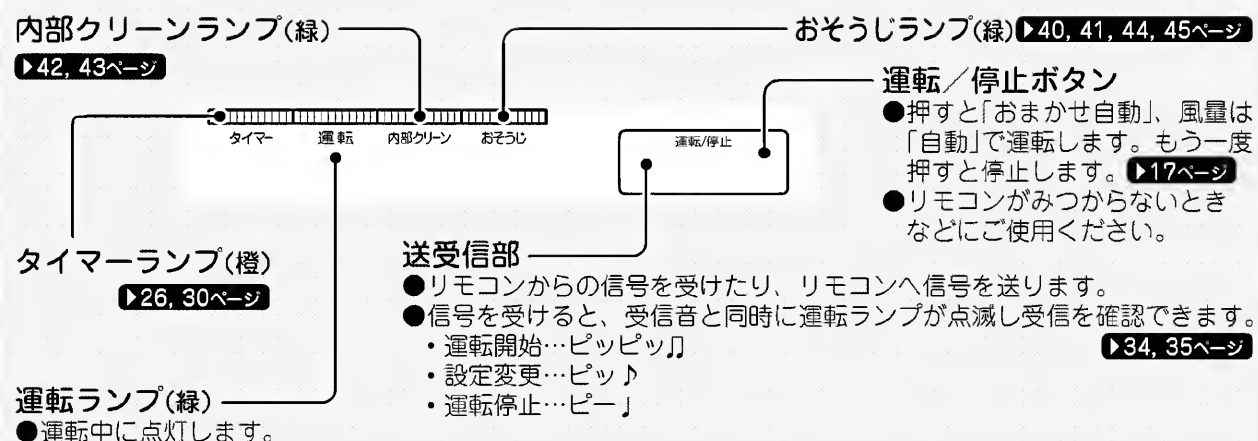 内部クリーンランプ(緑)
▶42, 43ページ
おそうじランプ(緑)▶40, 41, 44, 45ページ
タイマー 運転 内部クリーン おそうじ
運転/停止
運転／停止ボタン
●押すと「おまかせ自動」、風量は
「自動」で運転します。もう一度
押すと停止します。▶17ページ
●リモコンがみつからないとき
などにご使用ください。
タイマーランプ(橙)
▶26, 30ページ
送受信部
●リモコンからの信号を受けたり、リモコンへ信号を送ります。
●信号を受けると、受信音と同時に運転ランプが点滅し受信を確認できます。
▶34, 35ページ
・運転開始…ピッピッ♫
・設定変更…ピッ♪
・運転停止…ピー♩
運転ランプ(緑)
●運転中に点灯します。